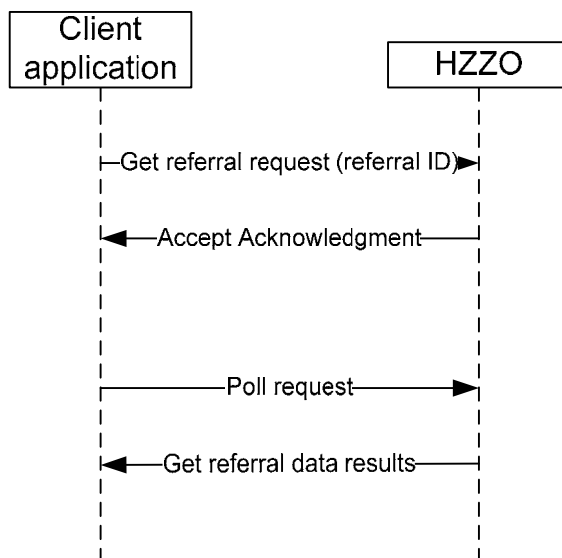 Client
application
HZZO
Get referral request (referral ID)
Accept Acknowledgment
Poll request
Get referral data results